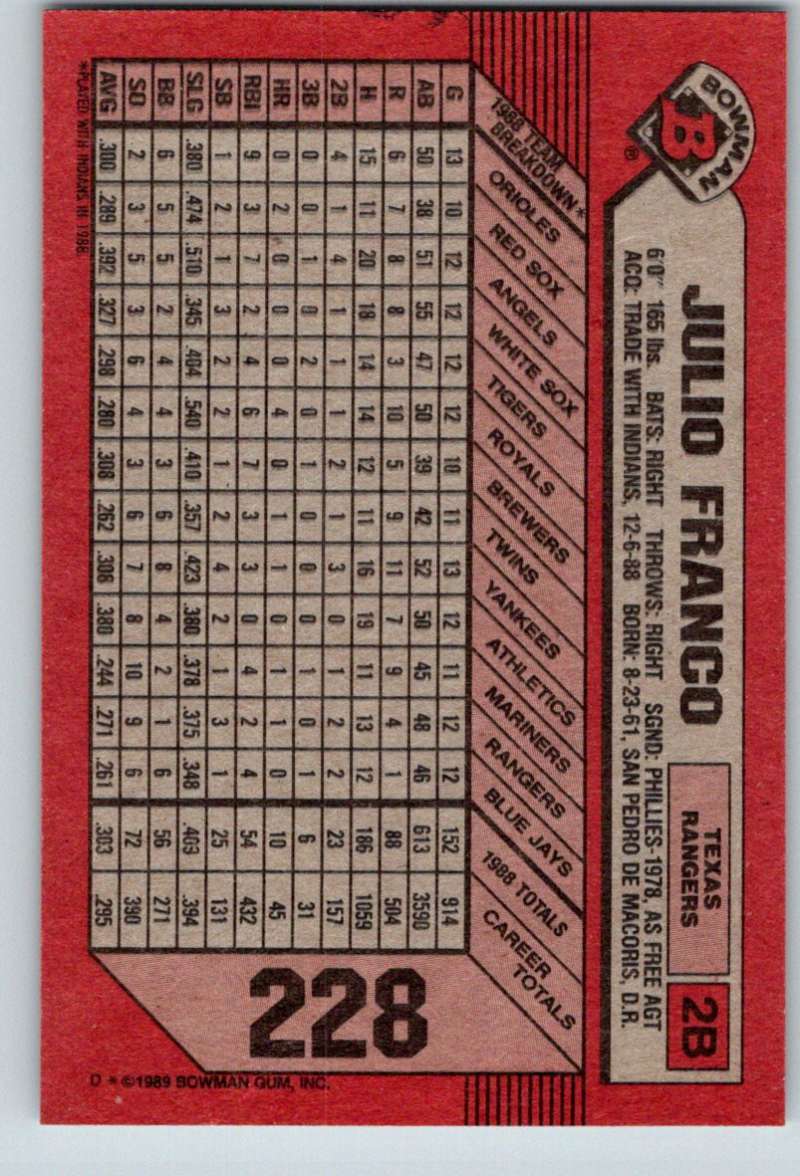 BOWMAN
B
®
JULIO FRANCO
TEXAS
RANGERS
2B
6'0" 165 lbs. BATS: RIGHT THROWS: RIGHT SGND: PHILLIES-1978, AS FREE AGT
ACQ: TRADE WITH INDIANS, 12-6-88 BORN: 8-23-61, SAN PEDRO DE MACORIS, D.R.
1988 TEAM
BREAKDOWN* ORIOLES RED SOX ANGELS WHITE SOX TIGERS ROYALS BREWERS TWINS YANKEES ATHLETICS MARINERS RANGERS BLUE JAYS 1988 TOTALS CAREER
TOTALS
G 13 10 12 12 12 12 10 11 13 12 11 12 12 152 914
AB 50 38 51 55 47 50 39 42 52 50 45 48 46 613 3590
R 6 7 8 8 3 10 5 9 11 7 9 4 1 88 504
H 15 11 20 18 14 14 12 11 16 19 11 13 12 186 1059
2B 4 1 4 1 1 1 2 1 3 0 1 2 2 23 157
3B 0 0 1 0 2 0 1 0 0 0 1 0 1 6 31
HR 0 2 0 0 0 4 0 1 1 0 1 1 0 10 45
RBI 9 3 7 2 4 6 7 3 3 0 4 2 4 54 432
SB 1 2 1 3 2 2 1 2 4 2 1 3 1 25 131
SLG .380 .474 .510 .345 .404 .540 .410 .357 .423 .380 .378 .375 .348 .409 .394
BB 6 5 5 2 4 4 3 6 8 4 2 1 6 56 271
SO 2 3 5 3 6 4 3 6 7 8 10 9 6 72 390
AVG .300 .289 .392 .327 .298 .280 .308 .262 .308 .380 .244 .271 .261 .303 .295
*PLAYED WITH INDIANS IN 1988
228
D * ©1989 BOWMAN GUM, INC.